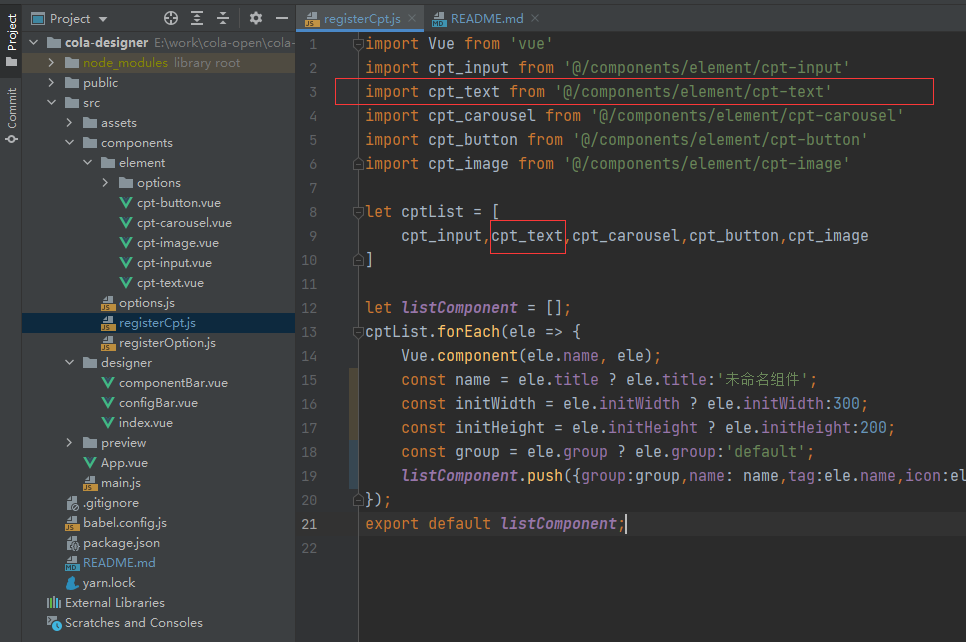 Project
Commit
Project
cola-designer E:\work\cola-open\cola-
node_modules library root
public
src
assets
components
element
options
cpt-button.vue
cpt-carousel.vue
cpt-image.vue
cpt-input.vue
cpt-text.vue
options.js
registerCpt.js
registerOption.js
designer
componentBar.vue
configBar.vue
index.vue
preview
App.vue
main.js
.gitignore
babel.config.js
package.json
README.md
yarn.lock
External Libraries
Scratches and Consoles
registerCpt.js
README.md
1 import Vue from 'vue'
2 import cpt_input from '@/components/element/cpt-input'
3 import cpt_text from '@/components/element/cpt-text'
4 import cpt_carousel from '@/components/element/cpt-carousel'
5 import cpt_button from '@/components/element/cpt-button'
6 import cpt_image from '@/components/element/cpt-image'
7
8 let cptList = [
9 cpt_input,cpt_text,cpt_carousel,cpt_button,cpt_image
10 ]
11
12 let listComponent = [];
13 cptList.forEach(ele => {
14 Vue.component(ele.name, ele);
15 const name = ele.title ? ele.title:'未命名组件';
16 const initWidth = ele.initWidth ? ele.initWidth:300;
17 const initHeight = ele.initHeight ? ele.initHeight:200;
18 const group = ele.group ? ele.group:'default';
19 listComponent.push({group:group,name: name,tag:ele.name,icon:el
20 });
21 export default listComponent;
22